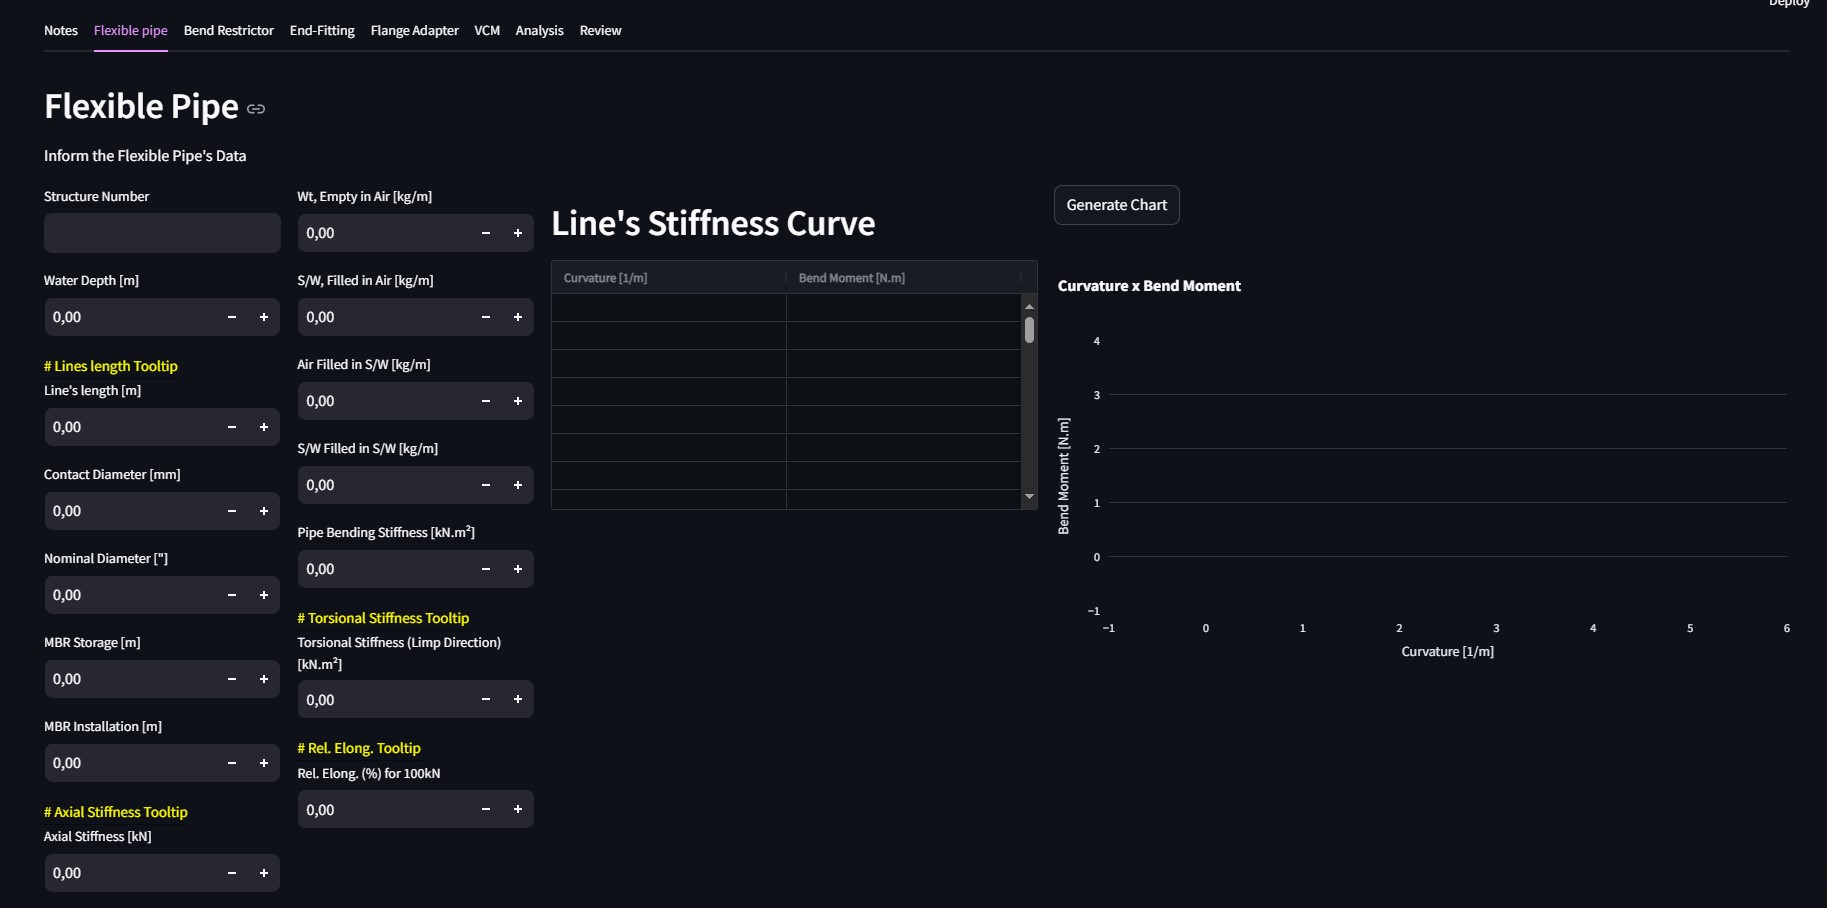 Deploy
Notes
Flexible pipe
Bend Restrictor
End-Fitting
Flange Adapter
VCM
Analysis
Review
Flexible Pipe
Inform the Flexible Pipe's Data
Structure Number
Water Depth [m]
0,00
# Lines length Tooltip
Line's length [m]
0,00
Contact Diameter [mm]
0,00
Nominal Diameter ["]
0,00
MBR Storage [m]
0,00
MBR Installation [m]
0,00
# Axial Stiffness Tooltip
Axial Stiffness [kN]
0,00
Wt, Empty in Air [kg/m]
0,00
S/W, Filled in Air [kg/m]
0,00
Air Filled in S/W [kg/m]
0,00
S/W Filled in S/W [kg/m]
0,00
Pipe Bending Stiffness [kN.m²]
0,00
# Torsional Stiffness Tooltip
Torsional Stiffness (Limp Direction)
[kN.m²]
0,00
# Rel. Elong. Tooltip
Rel. Elong. (%) for 100kN
0,00
Line's Stiffness Curve
Curvature [1/m]
Bend Moment [N.m]
Generate Chart
Curvature x Bend Moment
Bend Moment [N.m]
4
3
2
1
0
−1
−1
0
1
2
3
4
5
6
Curvature [1/m]